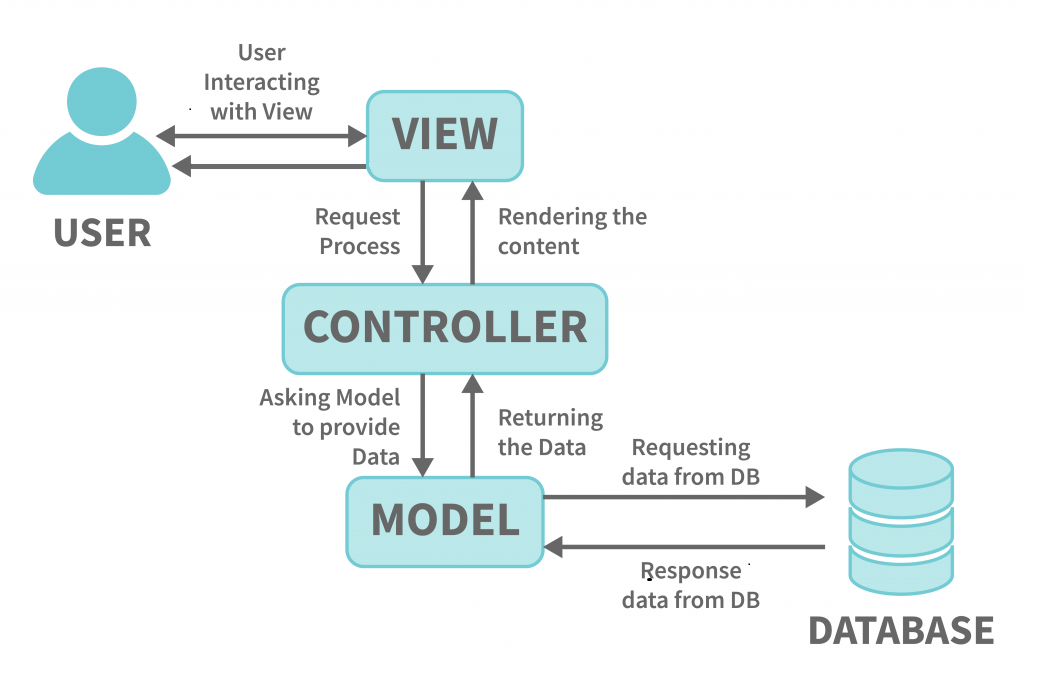 User
Interacting
with View
VIEW
USER
Request
Process
Rendering the
content
CONTROLLER
Asking Model
to provide
Data
Returning
the Data
Requesting
data from DB
MODEL
Response
data from DB
DATABASE